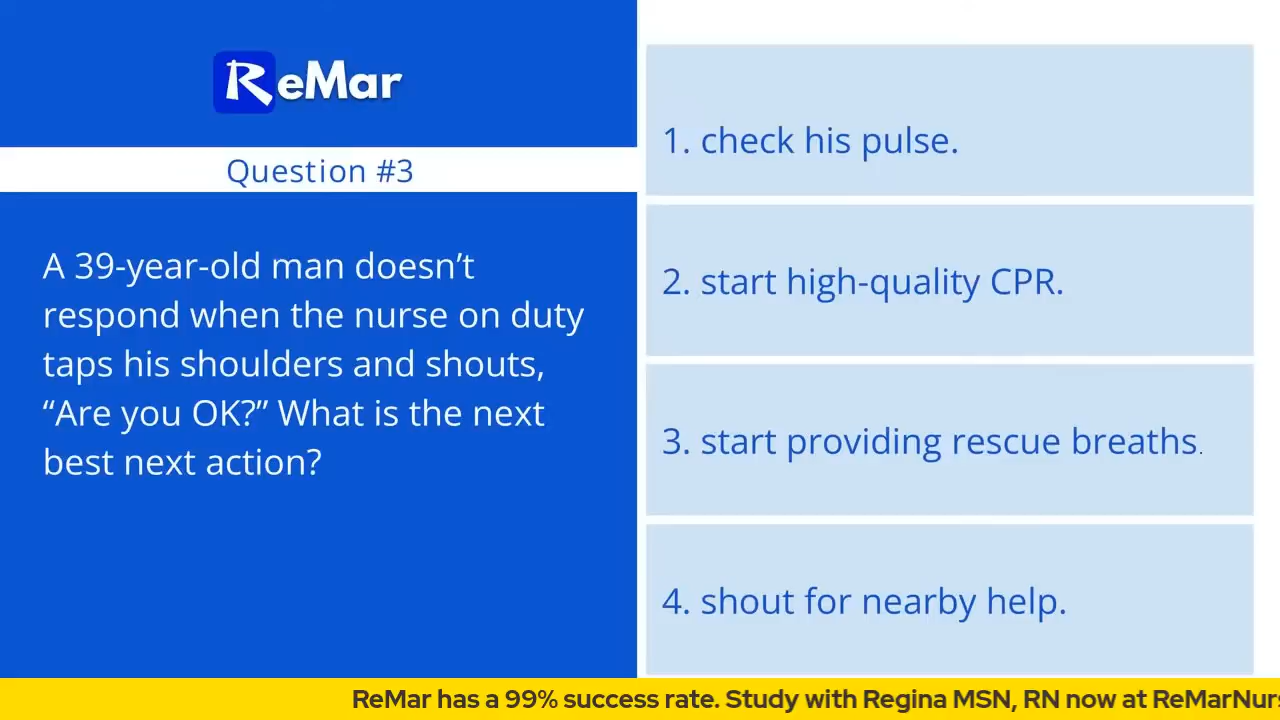 ReMar
Question #3
A 39-year-old man doesn’t
respond when the nurse on duty
taps his shoulders and shouts,
“Are you OK?” What is the next
best next action?
1. check his pulse.
2. start high-quality CPR.
3. start providing rescue breaths.
4. shout for nearby help.
ReMar has a 99% success rate. Study with Regina MSN, RN now at ReMarNurs